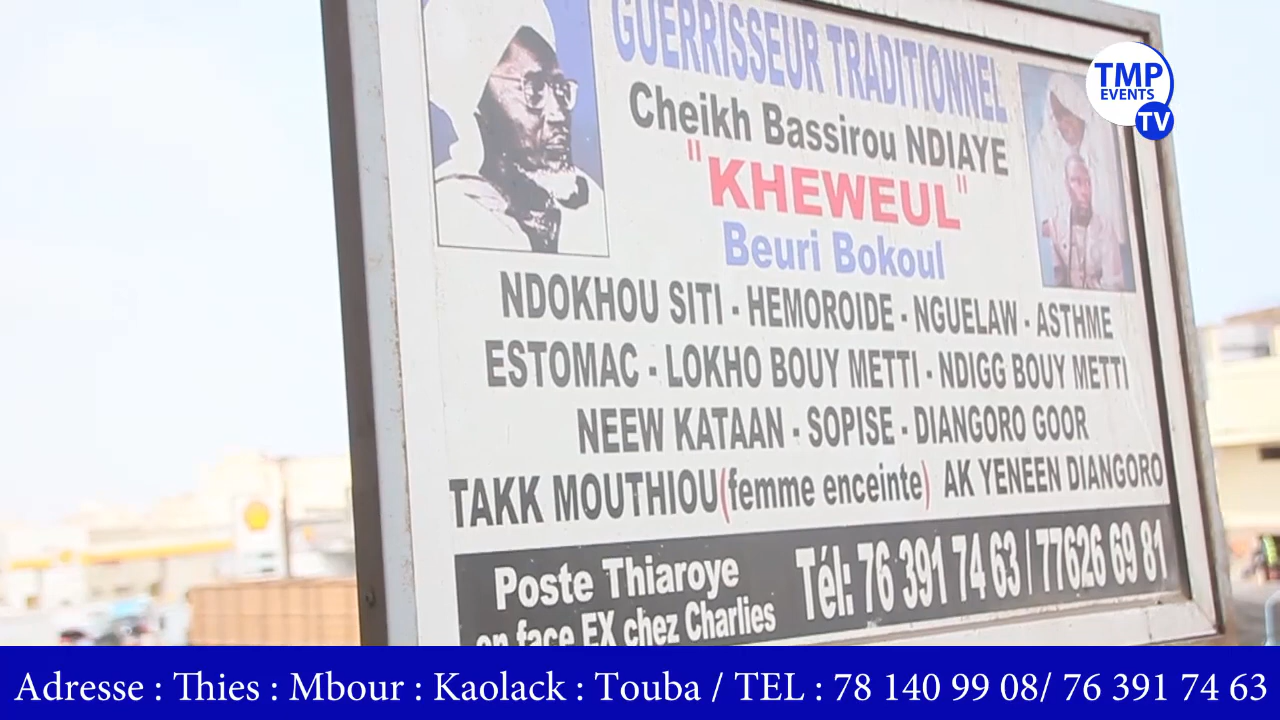 GUERRISSEUR TRADITIONNEL
Cheikh Bassirou NDIAYE
"KHEWEUL"
Beuri Bokoul
NDOKHOU SITI - HEMOROIDE - NGUELAW - ASTHME
ESTOMAC - LOKHO BOUY METTI - NDIGG BOUY METTI
NEEW KATAAN - SOPISE - DIANGORO GOOR
TAKK MOUTHIOU(femme enceinte) AK YENEEN DIANGORO
Poste Thiaroye
en face EX chez Charlies
Tél: 76 391 74 63 / 77626 69 81
TMP
EVENTS
TV
Adresse : Thies : Mbour : Kaolack : Touba / TEL : 78 140 99 08/ 76 391 74 63